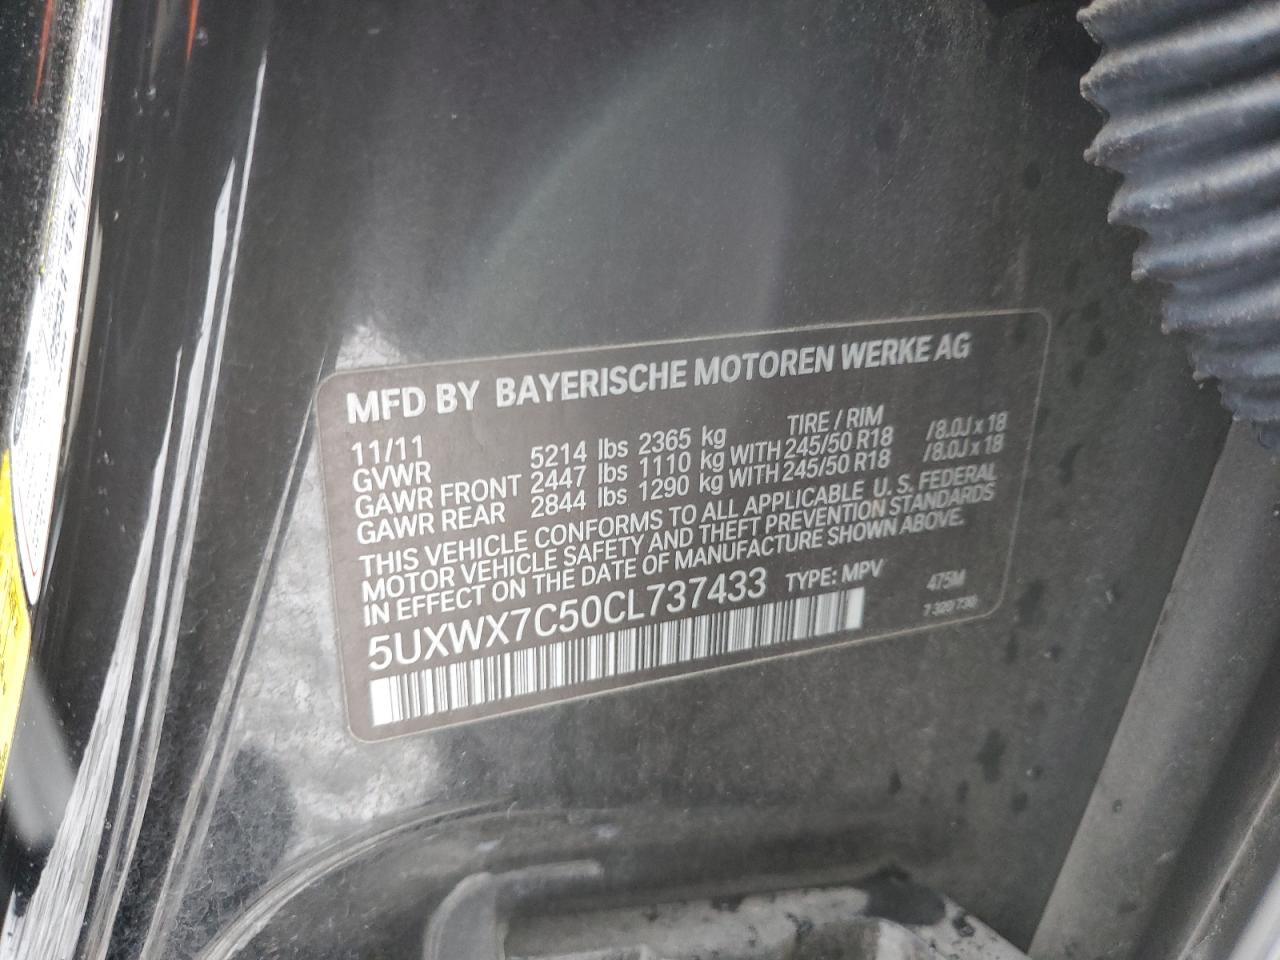 MFD BY BAYERISCHE MOTOREN WERKE AG
11/11 TIRE / RIM
GVWR 5214 lbs 2365 kg
GAWR FRONT 2447 lbs 1110 kg WITH 245/50 R18 /8.0J x 18
GAWR REAR 2844 lbs 1290 kg WITH 245/50 R18 /8.0J x 18
THIS VEHICLE CONFORMS TO ALL APPLICABLE U. S. FEDERAL
MOTOR VEHICLE SAFETY AND THEFT PREVENTION STANDARDS
IN EFFECT ON THE DATE OF MANUFACTURE SHOWN ABOVE.
5UXWX7C50CL737433 TYPE: MPV 475M
7 320 730